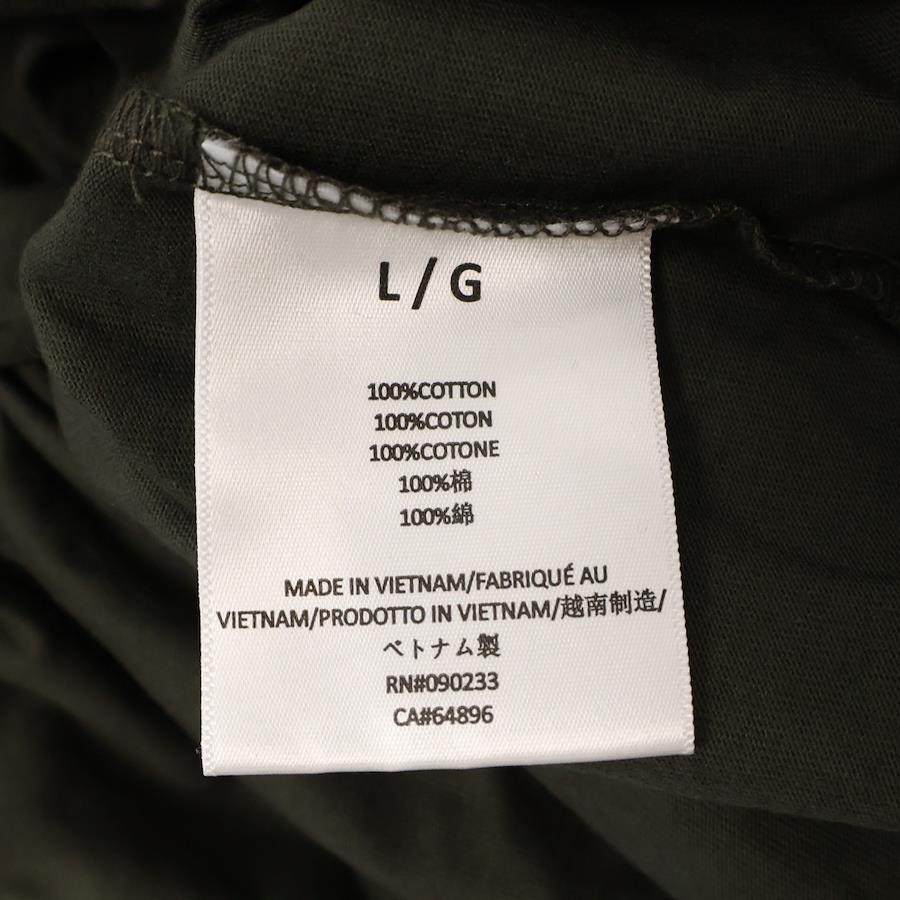 L / G
100%COTTON
100%COTON
100%COTONE
100%棉
100%綿
MADE IN VIETNAM/FABRIQUÉ AU
VIETNAM/PRODOTTO IN VIETNAM/越南制造/
ベトナム製
RN#090233
CA#64896